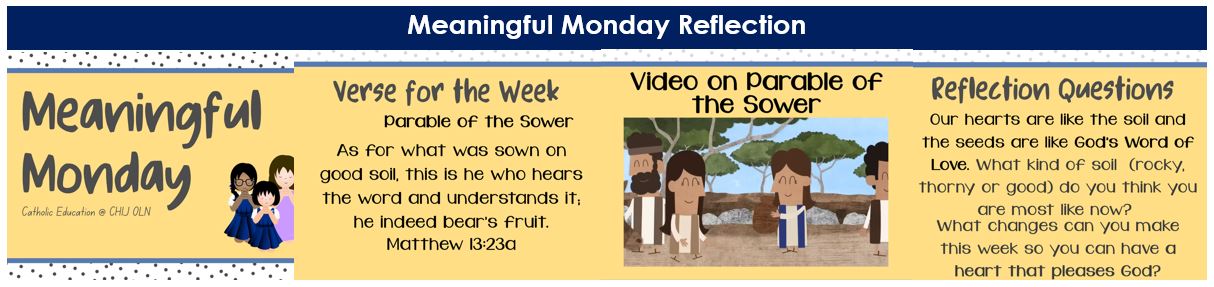 Meaningful Monday Reflection
Meaningful
Monday
Catholic Education @ CHIJ OLN
Verse for the Week
Parable of the Sower
As for what was sown on
good soil, this is he who hears
the word and understands it;
he indeed bear's fruit.
Matthew 13:23a
Video on Parable of
the Sower
Reflection Questions
Our hearts are like the soil and
the seeds are like God's Word of
Love. What kind of soil (rocky,
thorny or good) do you think you
are most like now?
What changes can you make
this week so you can have a
heart that pleases God?